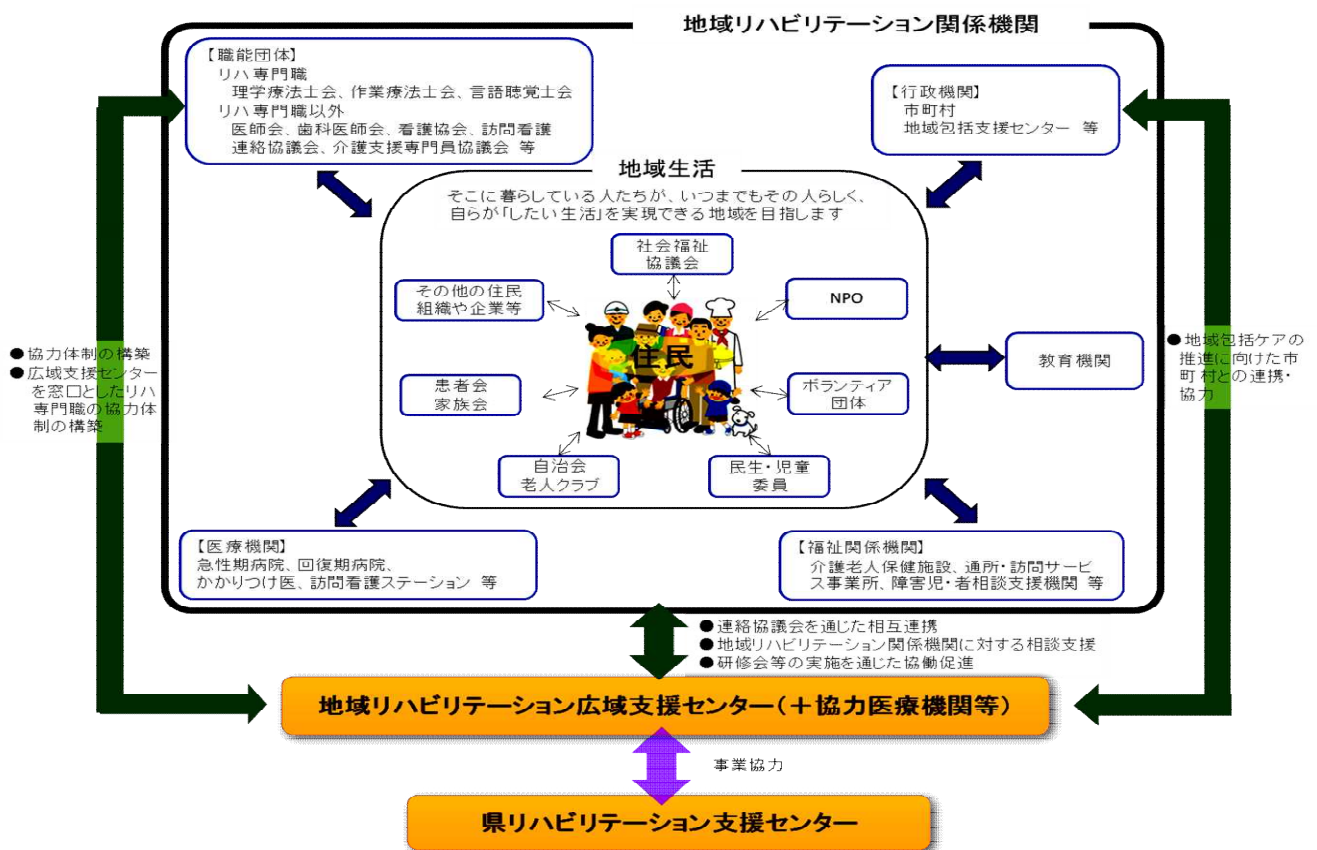 地域リハビリテーション関係機関
【職能団体】
リハ専門職
理学療法士会、作業療法士会、言語聴覚士会
リハ専門職以外
医師会、歯科医師会、看護協会、訪問看護
連絡協議会、介護支援専門員協議会 等
【行政機関】
市町村
地域包括支援センター 等
地域生活
そこに暮らしている人たちが、いつまでもその人らしく、
自らが「したい生活」を実現できる地域を目指します
社会福祉
協議会
その他の住民
組織や企業等
NPO
住民
患者会
家族会
ボランティア
団体
自治会
老人クラブ
民生・児童
委員
教育機関
●協力体制の構築
●広域支援センター
を窓口としたリハ
専門職の協力体
制の構築
●地域包括ケアの
推進に向けた市
町村との連携・
協力
【医療機関】
急性期病院、回復期病院、
かかりつけ医、訪問看護ステーション 等
【福祉関係機関】
介護老人保健施設、通所・訪問サービ
ス事業所、障害児・者相談支援機関 等
●連絡協議会を通じた相互連携
●地域リハビリテーション関係機関に対する相談支援
●研修会等の実施を通じた協働促進
地域リハビリテーション広域支援センター（＋協力医療機関等）
事業協力
県リハビリテーション支援センター